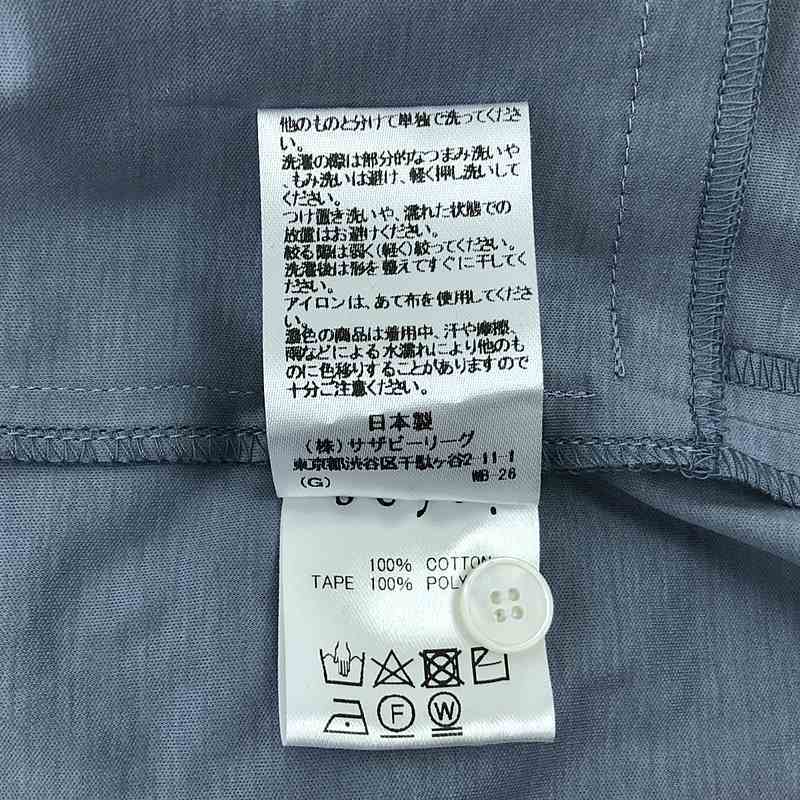 他のものと分けて単独で洗ってくださ
い。
洗濯の際は部分的なつまみ洗いや
、もみ洗いは避け、軽く押し洗いして
ください。
つけ置き洗いや、濡れた状態での
放置はお避けください。
絞る際は弱く(軽く)絞ってください。
洗濯後は形を整えてすぐに干してく
ださい。
アイロンは、あて布を使用してくださ
い。
濃色の商品は着用中、汗や摩擦、
雨などによる水濡れにより他のも
のに色移りすることがありますので
十分ご注意ください。
日本製
(株)サザビーリーグ
東京都渋谷区千駄ヶ谷2-11-1
(G) MB-26
100% COTTON
TAPE 100%
F W